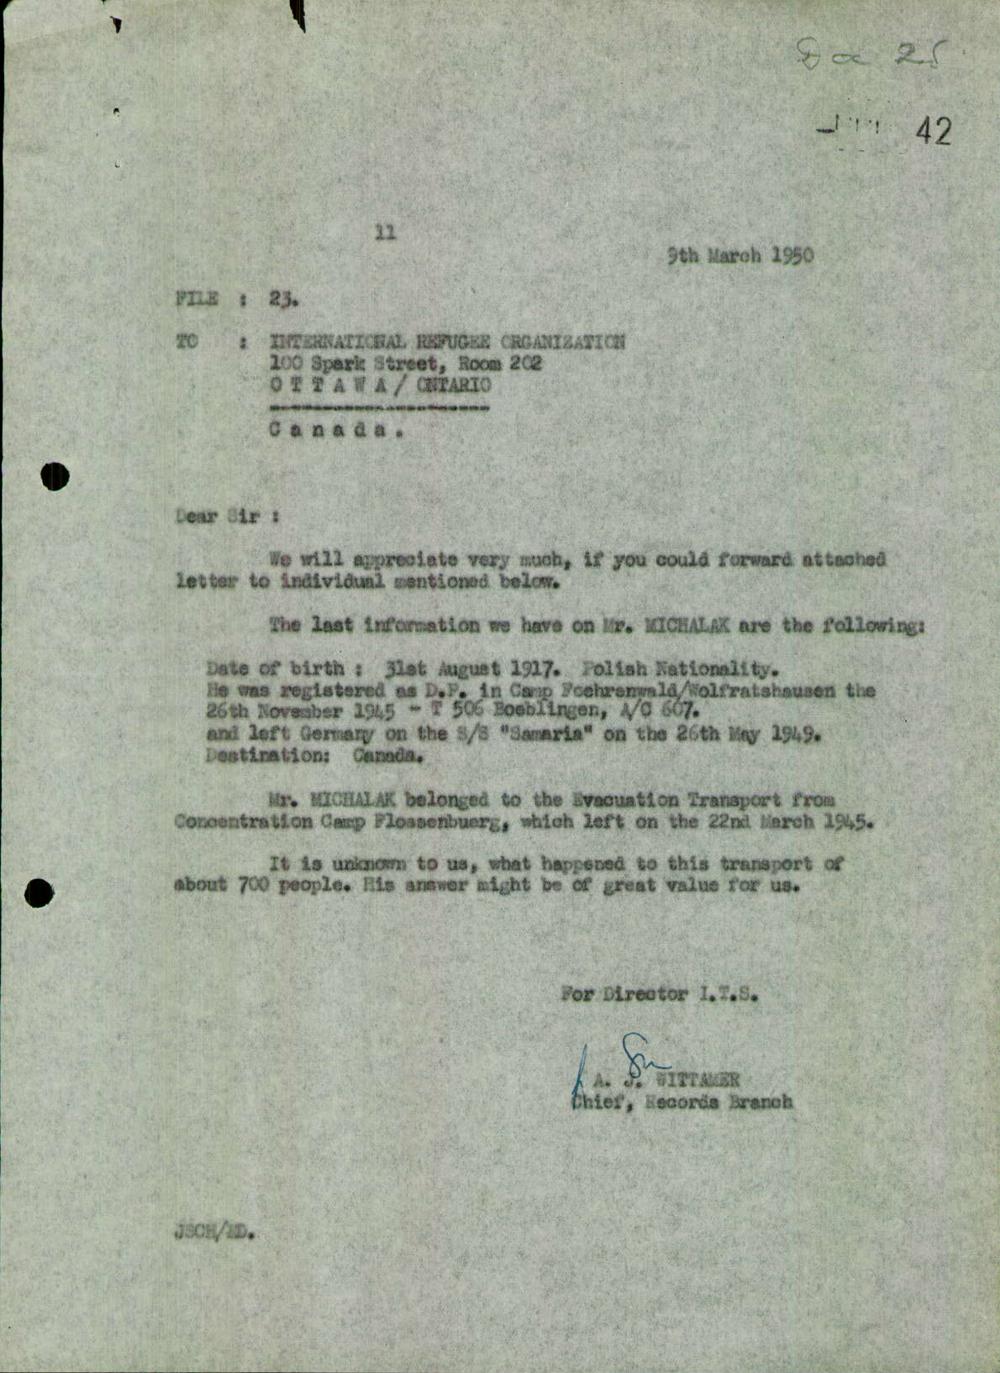 42
11
9th March 1950
FILE : 23.
TO : INTERNATIONAL REFUGEE ORGANIZATION
100 Spark Street, Room 202
O T T A W A / ONTARIO
C a n a d a .
Dear Sir :
We will appreciate very much, if you could forward attached
letter to individual mentioned below.
The last information we have on Mr. MICHALAK are the following:
Date of birth : 31st August 1917. Polish Nationality.
He was registered as D.P. in Camp Foehrenwald/Wolfratshausen the
26th November 1945 - T 506 Boeblingen, A/C 607.
and left Germany on the S/S "Samaria" on the 26th May 1949.
Destination: Canada.
Mr. MICHALAK belonged to the Evacuation Transport from
Concentration Camp Flossenbuerg, which left on the 22nd March 1945.
It is unknown to us, what happened to this transport of
about 700 people. His answer might be of great value for us.
For Director I.T.S.
A. J. WITTAMER
Chief, Records Branch
JSCH/